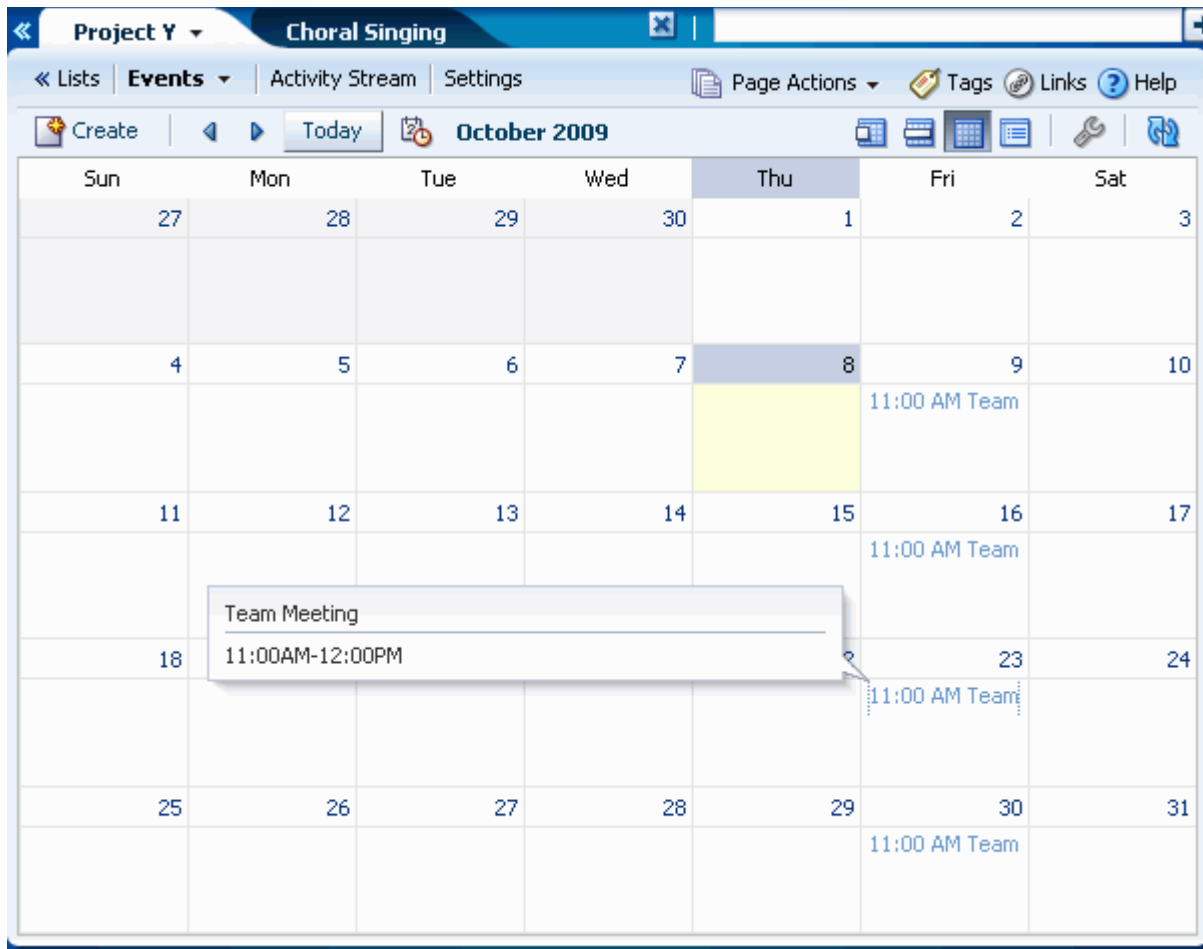 Project Y Choral Singing
Lists Events Activity Stream Settings Page Actions Tags Links Help
Create Today October 2009
Sun Mon Tue Wed Thu Fri Sat
27 28 29 30 1 2 3
4 5 6 7 8 9 10
11:00 AM Team
11 12 13 14 15 16 17
11:00 AM Team
Team Meeting
11:00AM-12:00PM
18 23 24
11:00 AM Team
25 26 27 28 29 30 31
11:00 AM Team